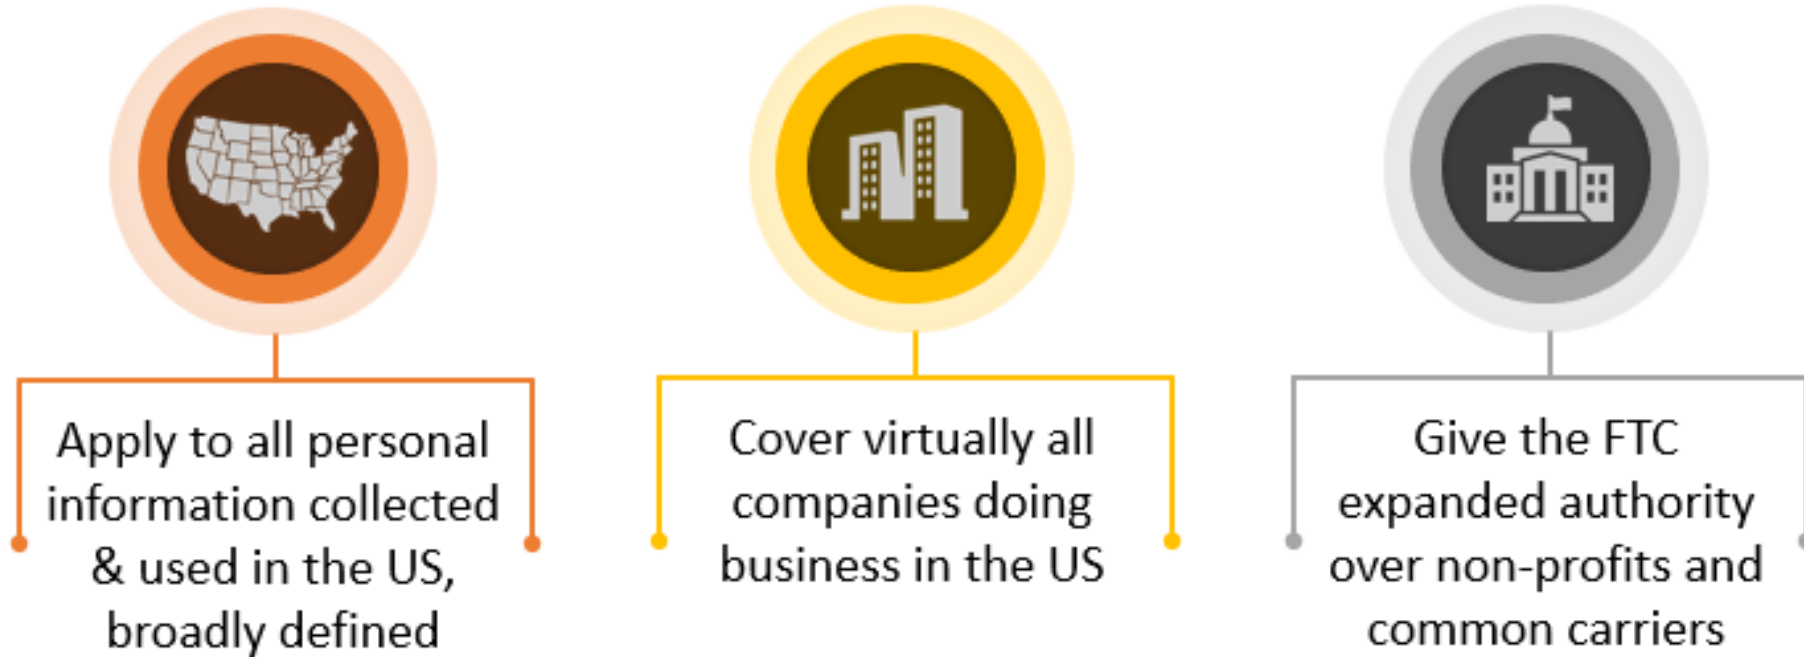 Apply to all personal
information collected
& used in the US,
broadly defined
Cover virtually all
companies doing
business in the US
Give the FTC
expanded authority
over non-profits and
common carriers